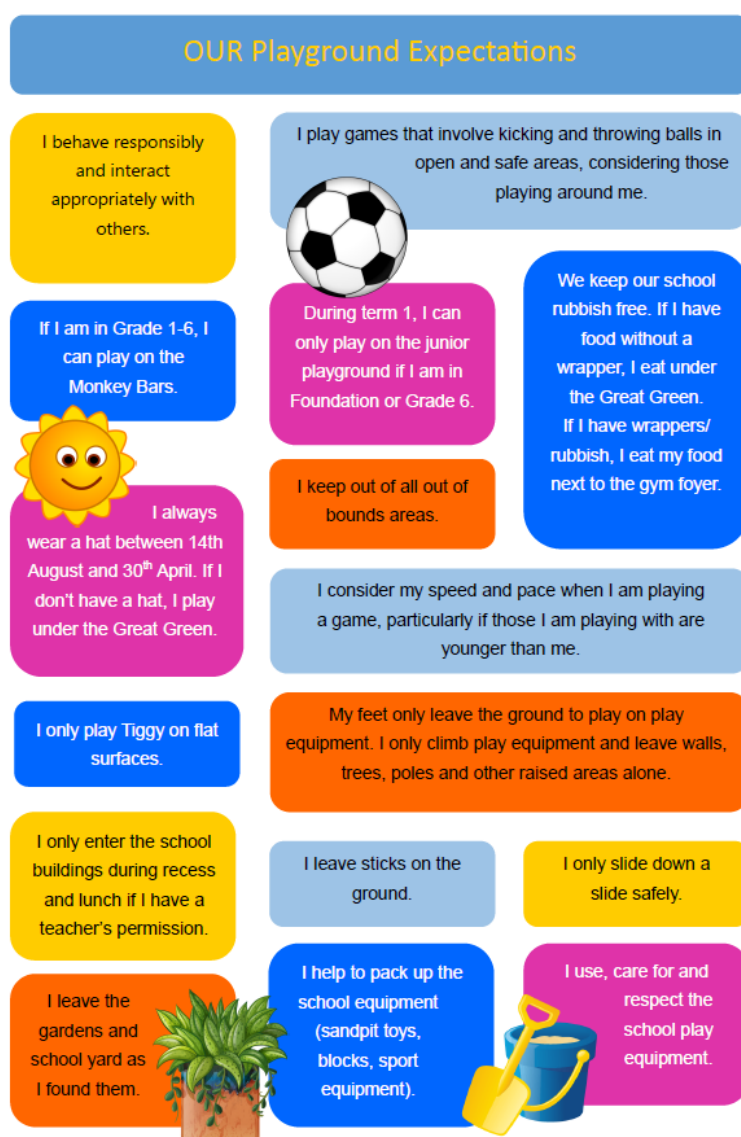 OUR Playground Expectations
I behave responsibly
and interact
appropriately with
others.
I play games that involve kicking and throwing balls in
open and safe areas, considering those
playing around me.
If I am in Grade 1-6, I
can play on the
Monkey Bars.
During term 1, I can
only play on the junior
playground if I am in
Foundation or Grade 6.
We keep our school
rubbish free. If I have
food without a
wrapper, I eat under
the Great Green.
If I have wrappers/
rubbish, I eat my food
next to the gym foyer.
I always
wear a hat between 14th
August and 30th April. If I
don't have a hat, I play
under the Great Green.
I keep out of all out of
bounds areas.
I consider my speed and pace when I am playing
a game, particularly if those I am playing with are
younger than me.
I only play Tiggy on flat
surfaces.
My feet only leave the ground to play on play
equipment. I only climb play equipment and leave walls,
trees, poles and other raised areas alone.
I only enter the school
buildings during recess
and lunch if I have a
teacher's permission.
I leave sticks on the
ground.
I only slide down a
slide safely.
I leave the
gardens and
school yard as
I found them.
I help to pack up the
school equipment
(sandpit toys,
blocks, sport
equipment).
I use, care for and
respect the
school play
equipment.